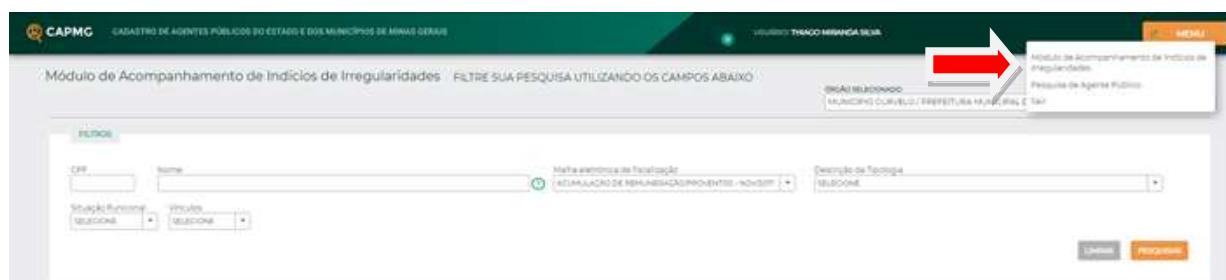 CAPMG CADASTRO DE AGENTES PÚBLICOS DO ESTADO E DOS MUNICÍPIOS DE MINAS GERAIS USUÁRIO: THIAGO MIRANDA SILVA MENU
Módulo de Acompanhamento de Indícios de Irregularidades
Pesquisa de Agente Público
Sair
Módulo de Acompanhamento de Indícios de Irregularidades FILTRE SUA PESQUISA UTILIZANDO OS CAMPOS ABAIXO
ÓRGÃO SELECIONADO
MUNICÍPIO CURVELO / PREFEITURA MUNICIPAL
FILTROS
CPF Nome Malha eletrônica de fiscalização Descrição da Tipologia
ACUMULAÇÃO DE REMUNERAÇÃO/PROVENTOS - SELECIONE
Situação Funcional Vínculos
SELECIONE SELECIONE
LIMPAR PESQUISAR